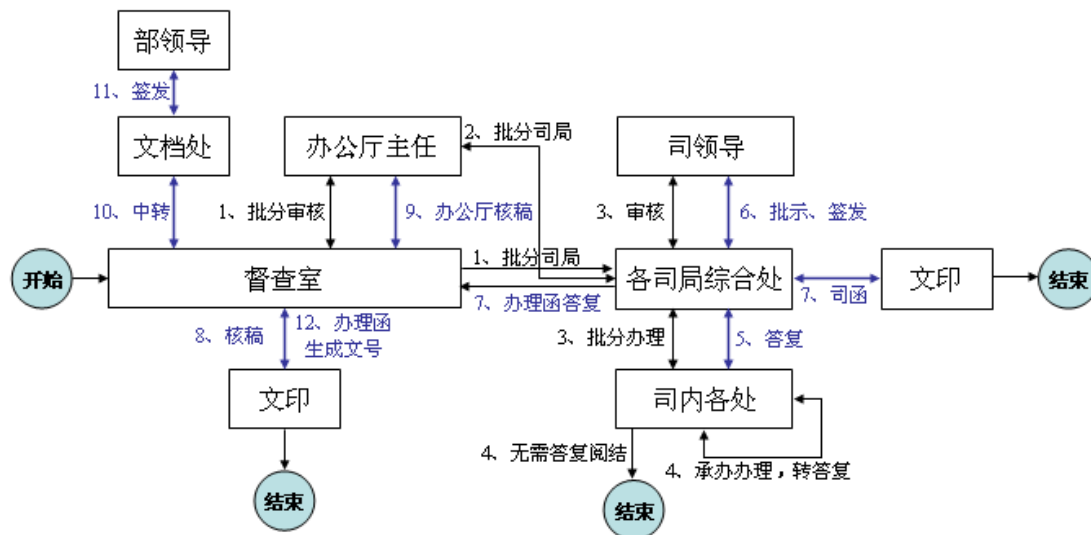 部领导
11、签发
文档处
办公厅主任
2、批分司局
司领导
10、中转
1、批分审核
9、办公厅核稿
3、审核
6、批示、签发
开始
督查室
1、批分司局
7、办理函答复
各司局综合处
7、司函
文印
结束
8、核稿
12、办理函
生成文号
3、批分办理
5、答复
文印
司内各处
4、无需答复阅结
4、承办办理，转答复
结束
结束